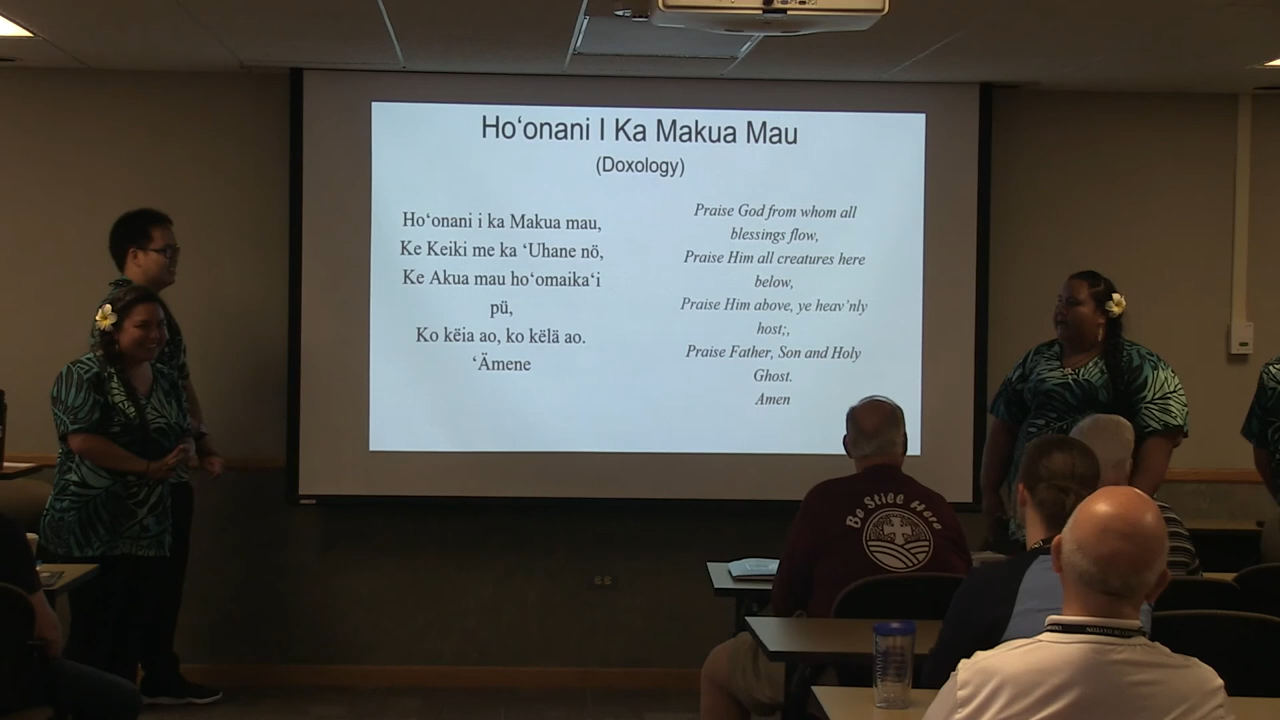 Hoʻonani I Ka Makua Mau
(Doxology)
Hoʻonani i ka Makua mau,
Ke Keiki me ka ʻUhane nö,
Ke Akua mau hoʻomaikaʻi
pü,
Ko këia ao, ko këlä ao.
ʻÄmene
Praise God from whom all
blessings flow,
Praise Him all creatures here
below,
Praise Him above, ye heav’nly
host;,
Praise Father, Son and Holy
Ghost.
Amen
Be Still Here